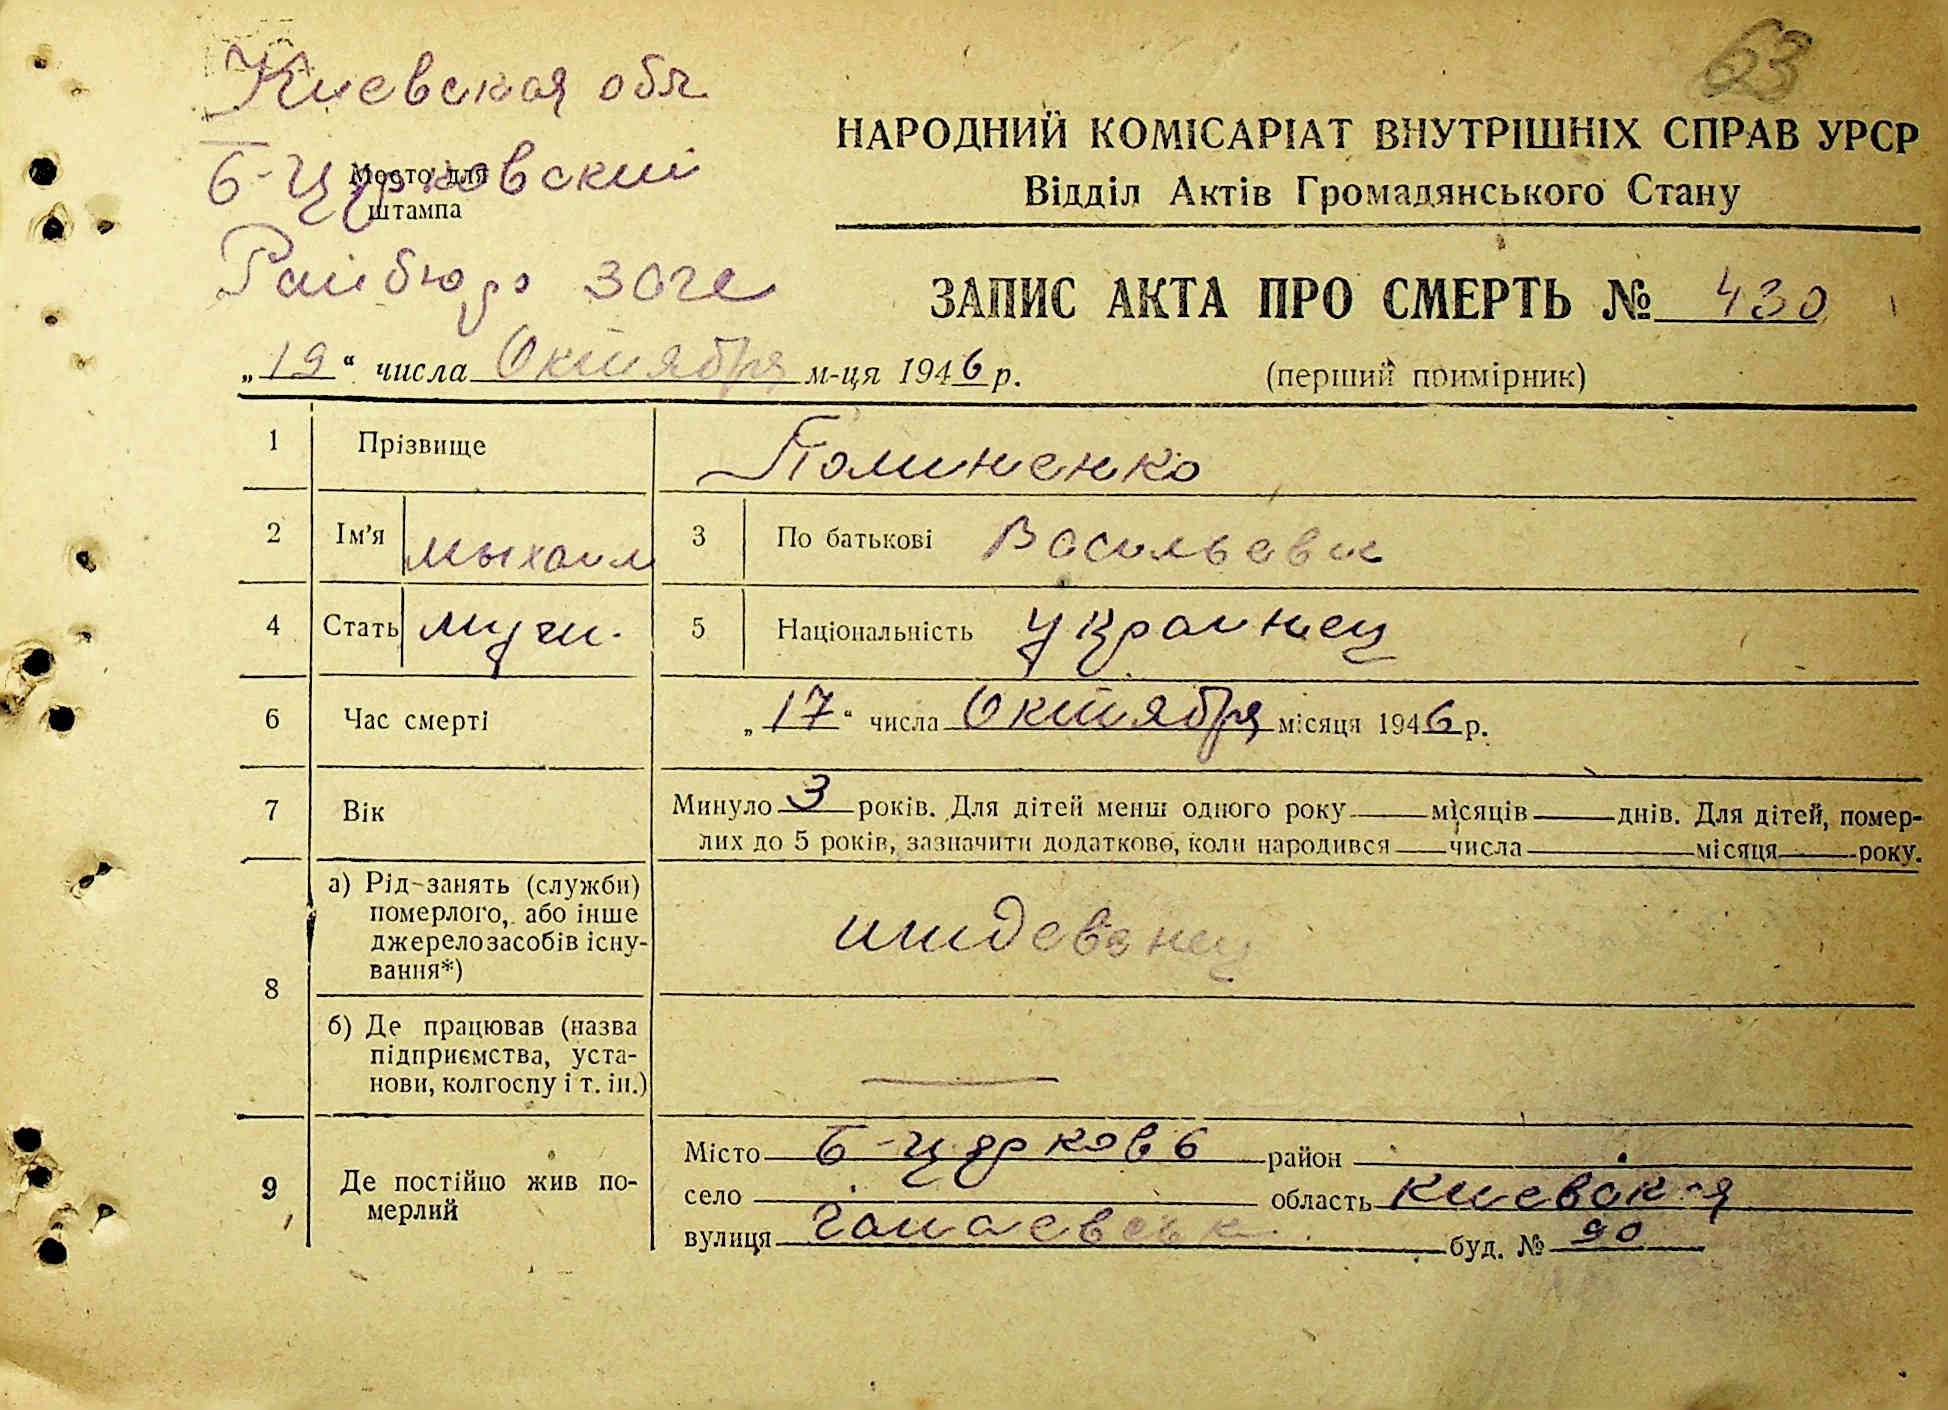 63
Киевская обл
Б-Церковский
Место для
штампа
Райбюро загс
НАРОДНИЙ КОМІСАРІАТ ВНУТРІШНІХ СПРАВ УРСР
Відділ Актів Громадянського Стану
ЗАПИС АКТА ПРО СМЕРТЬ № 430
„19“ числа Октября м-ця 1946 р.
(перший примірник)
1 Прізвище Поминенко
2 Ім'я Мыхаил 3 По батькові Васильевич
4 Стать мужч. 5 Національність украинец
6 Час смерті „17“ числа Октября місяця 1946 р.
7 Вік Минуло 3 років. Для дітей менш одного року місяців днів. Для дітей, помер-
лих до 5 років, зазначити додатково, коли народився числа місяця року.
8 а) Рід занять (служби)
померлого, або інше
джерело засобів існу-
вання*)
иждевенец
б) Де працював (назва
підприємства, уста-
нови, колгоспу і т. ін.)
—
9 Де постійно жив по-
мерлий
Місто Б-Церковь район
село область Киевская
вулиця буд. № 90